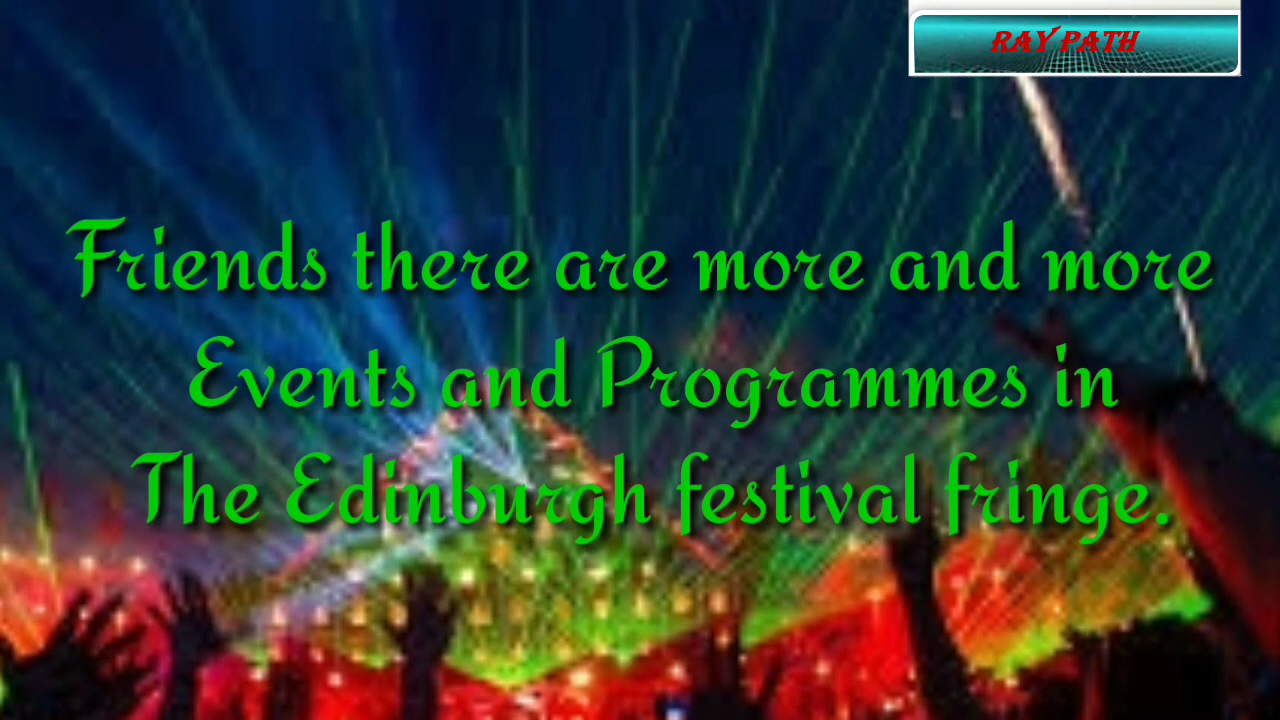 RAY PATH
Friends there are more and more
Events and Programmes in
The Edinburgh festival fringe.